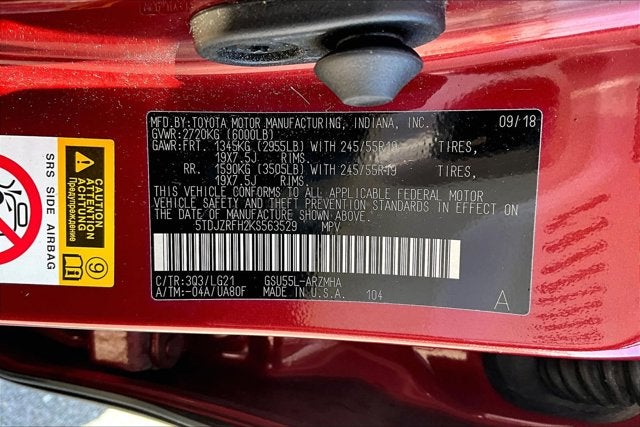 MFD.BY:TOYOTA MOTOR MANUFACTURING, INDIANA, INC. 09/18
GVWR:2720KG (6000LB)
GAWR:FRT. 1345KG (2955LB) WITH 245/55R19 TIRES,
19X7.5J RIMS.
RR. 1590KG (3505LB) WITH 245/55R19 TIRES,
19X7.5J RIMS.
THIS VEHICLE CONFORMS TO ALL APPLICABLE FEDERAL MOTOR
VEHICLE SAFETY AND THEFT PREVENTION STANDARDS IN EFFECT
ON THE DATE OF MANUFACTURE SHOWN ABOVE.
5TDJZRFH2KS563529 MPV
C/TR:3Q3/LG21 GSU55L-ARZMHA
A/TM:-04A/UA80F MADE IN U.S.A. 104 A
SRS SIDE AIRBAG
CAUTION
ATTENTION
ACHTUNG
Предупреждение
9